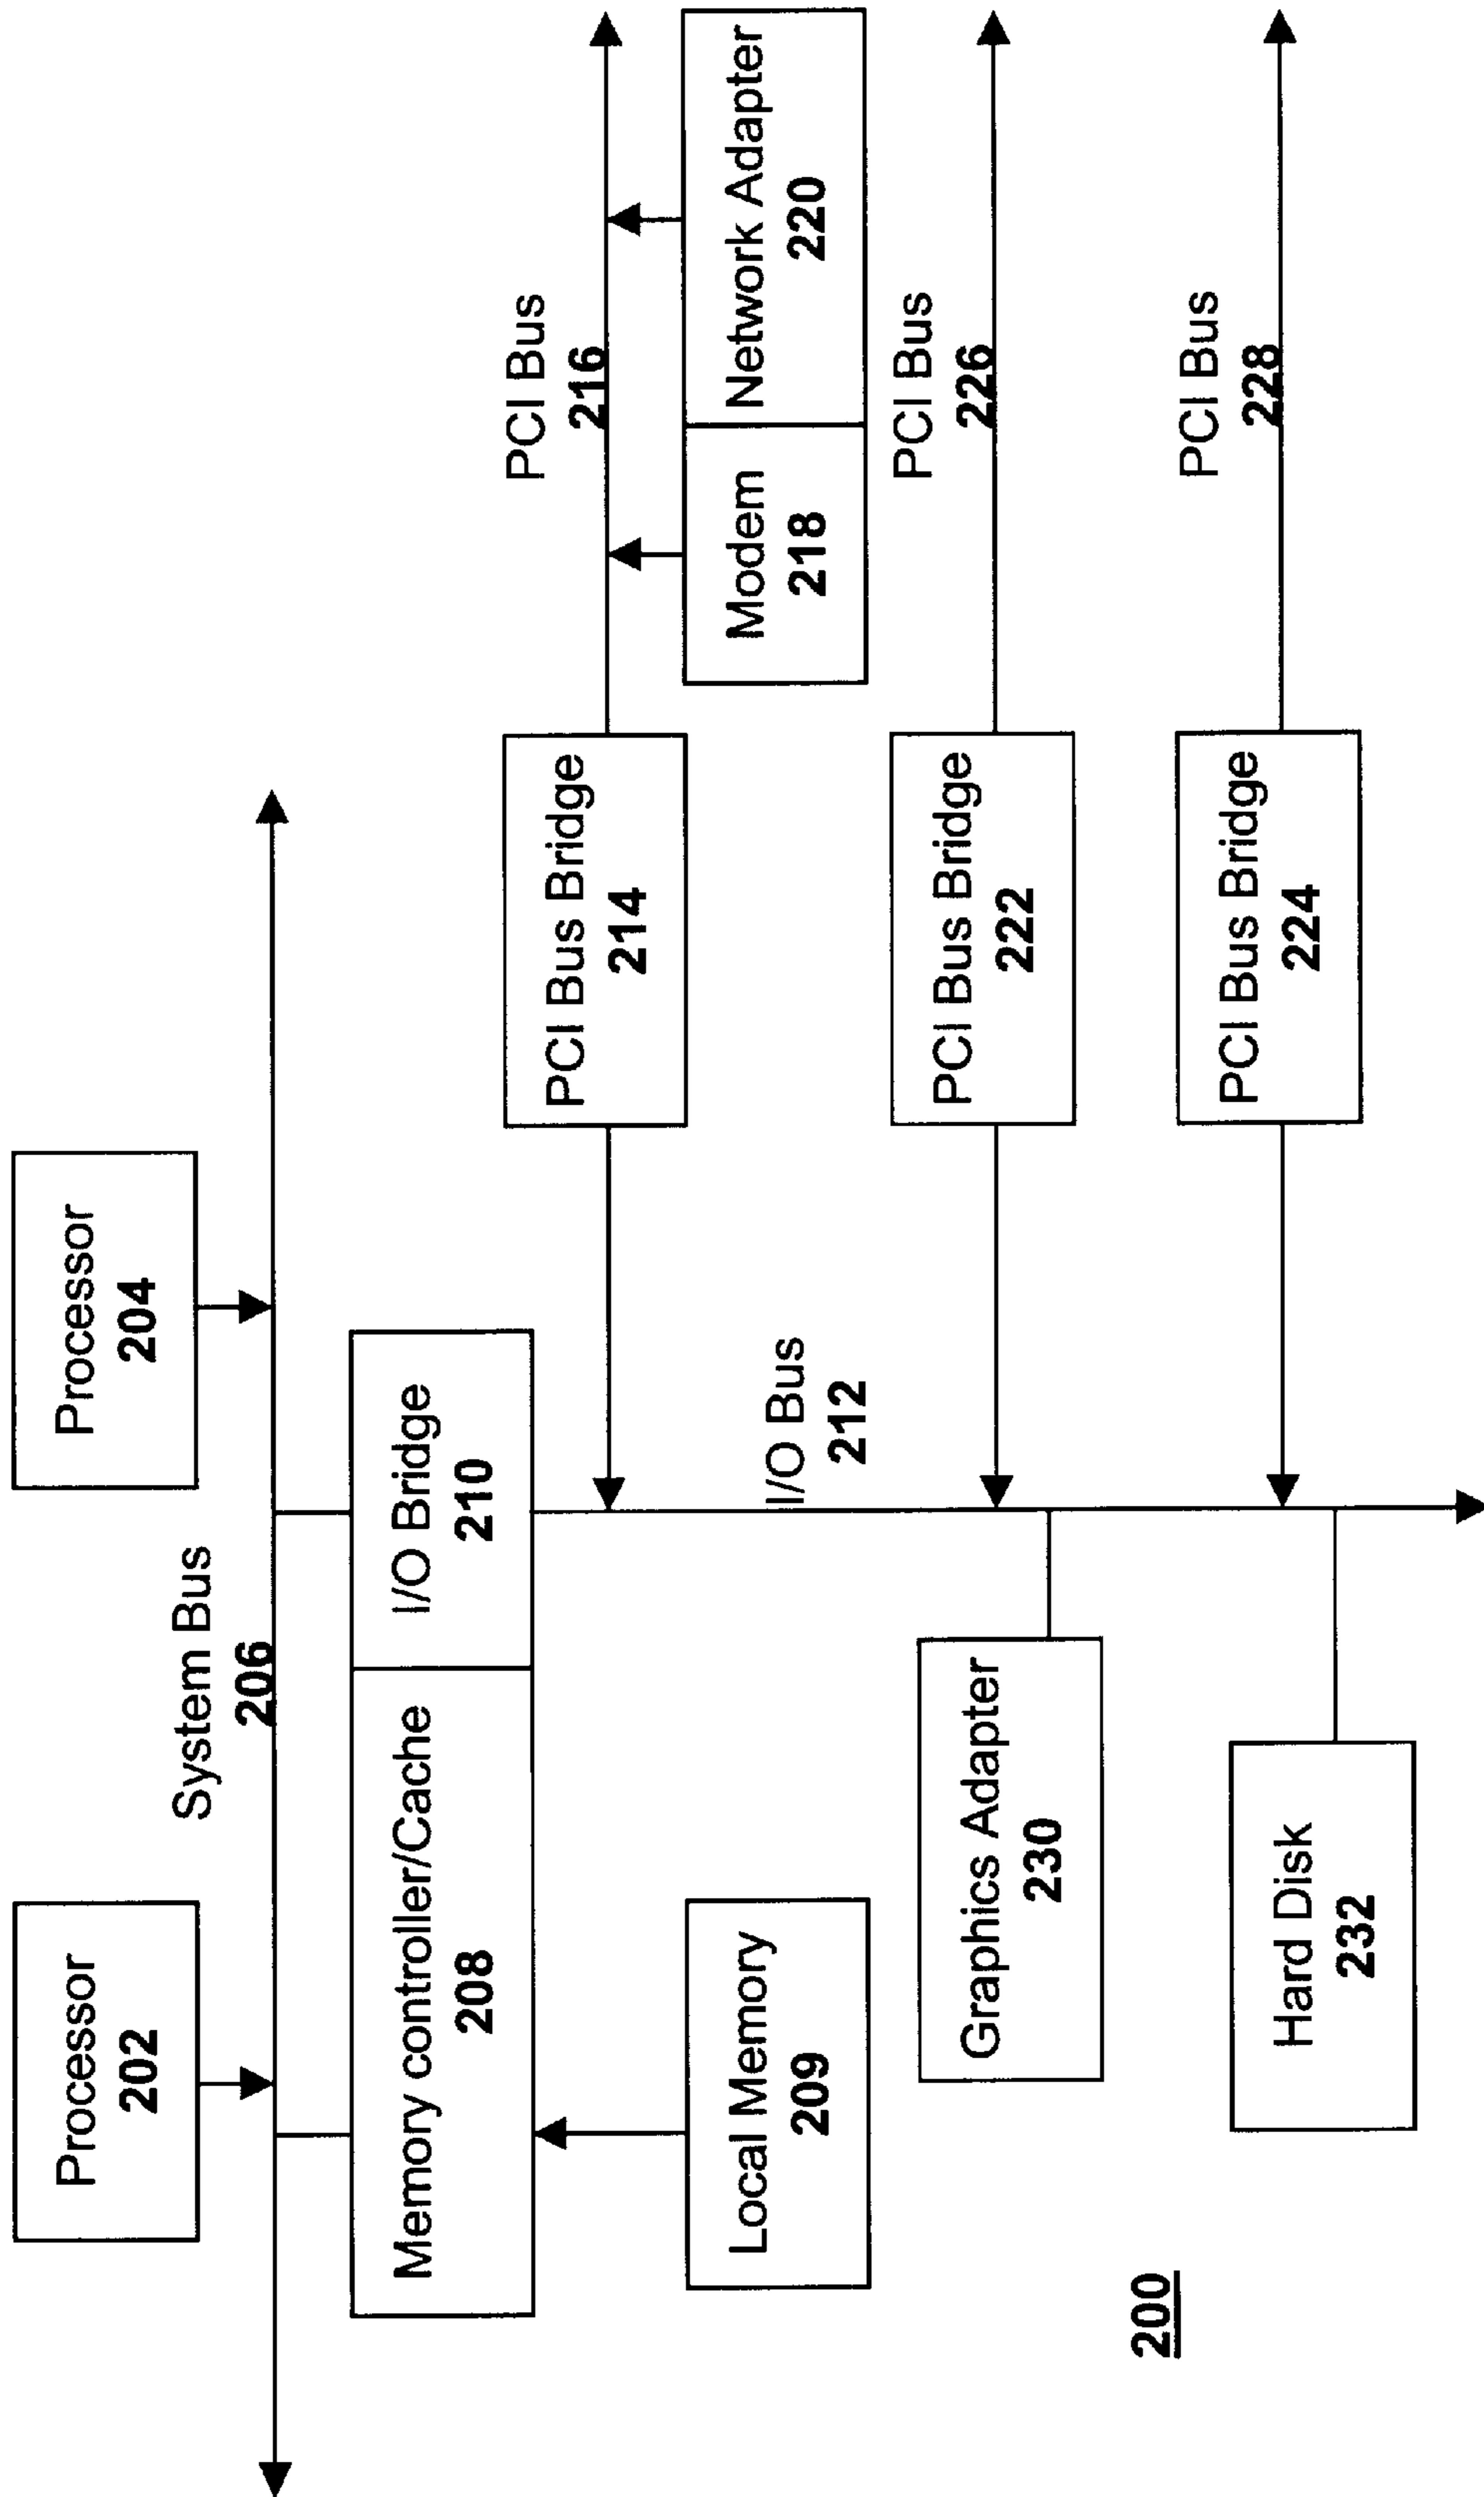 Processor
202
Processor
204
System Bus
206
Memory controller/Cache
208
I/O Bridge
210
Local Memory
209
PCI Bus Bridge
214
PCI Bus
216
Modem
218
Network Adapter
220
I/O Bus
212
Graphics Adapter
230
PCI Bus Bridge
222
PCI Bus
226
Hard Disk
232
PCI Bus Bridge
224
PCI Bus
228
200